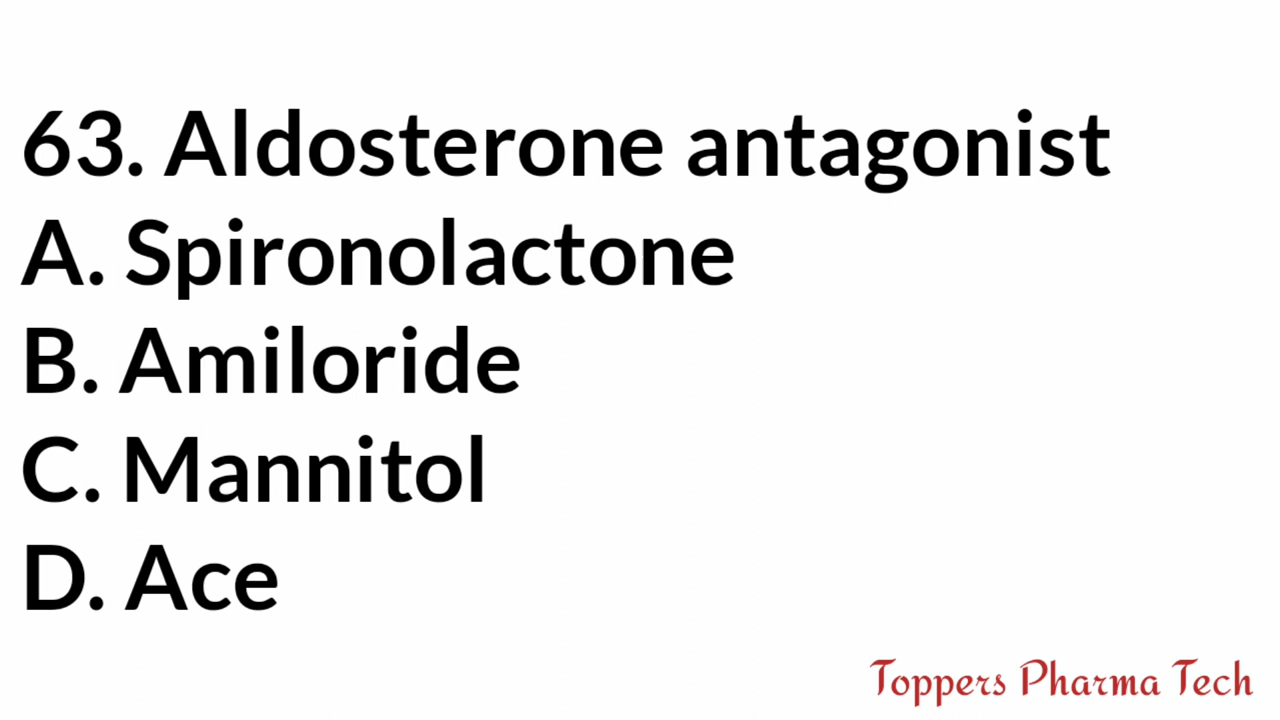 63. Aldosterone antagonist
A. Spironolactone
B. Amiloride
C. Mannitol
D. Ace
Toppers Pharma Tech